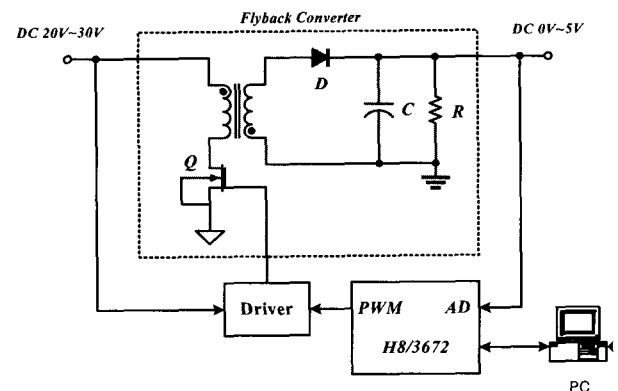 Flyback Converter
DC 20V~30V
DC 0V~5V
D
C
R
Q
Driver
PWM
AD
H8/3672
PC